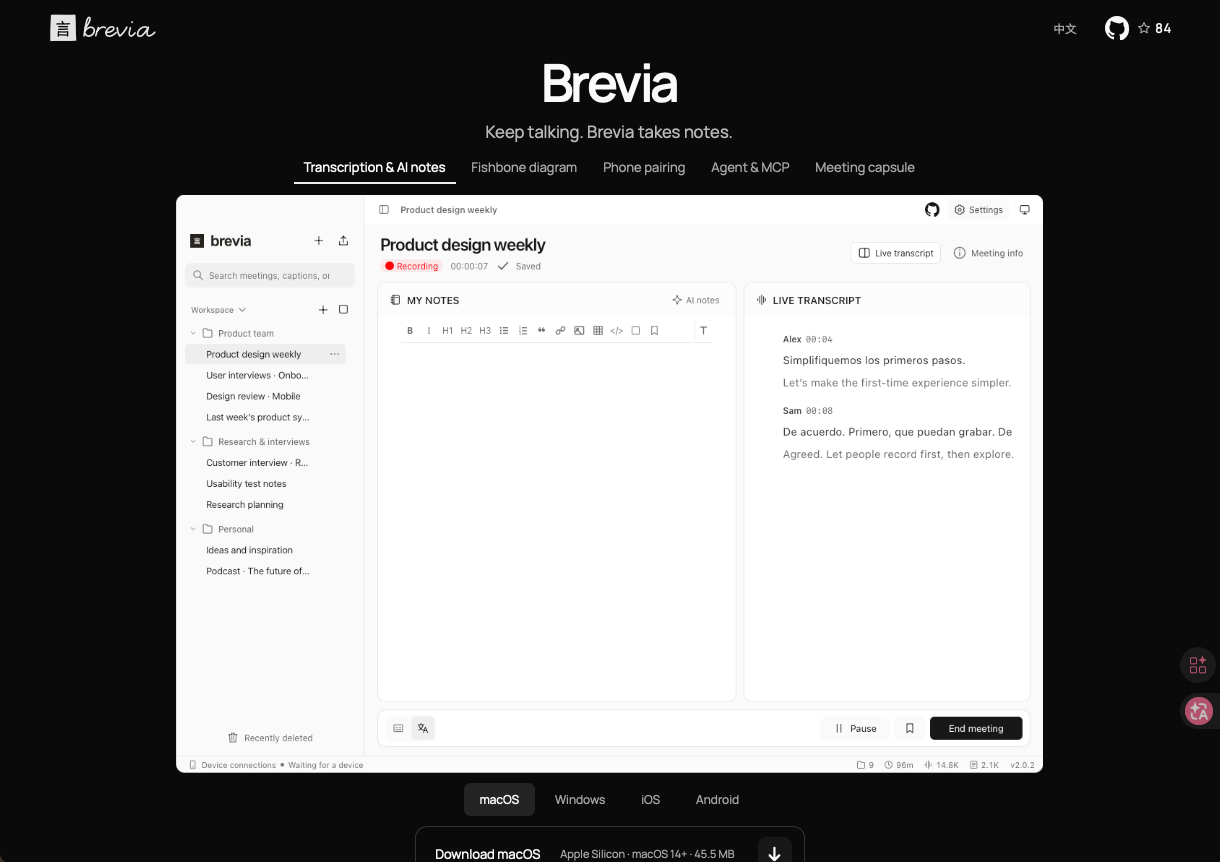 言 brevia
中文
84
Brevia
Keep talking. Brevia takes notes.
Transcription & AI notes
Fishbone diagram
Phone pairing
Agent & MCP
Meeting capsule
言 brevia
Search meetings, captions, or
Workspace
Product team
Product design weekly
User interviews · Onbo...
Design review · Mobile
Last week's product sy...
Research & interviews
Customer interview · R...
Usability test notes
Research planning
Personal
Ideas and inspiration
Podcast · The future of...
Recently deleted
Product design weekly
Settings
Product design weekly
Recording 00:00:07 Saved
Live transcript
Meeting info
MY NOTES
AI notes
B I H1 H2 H3 </> T
LIVE TRANSCRIPT
Alex 00:04
Simplifiquemos los primeros pasos.
Let's make the first-time experience simpler.
Sam 00:08
De acuerdo. Primero, que puedan grabar. De
Agreed. Let people record first, then explore.
Pause
End meeting
Device connections • Waiting for a device
9 96m 14.8K 2.1K v2.0.2
macOS
Windows
iOS
Android
Download macOS Apple Silicon · macOS 14+ · 45.5 MB